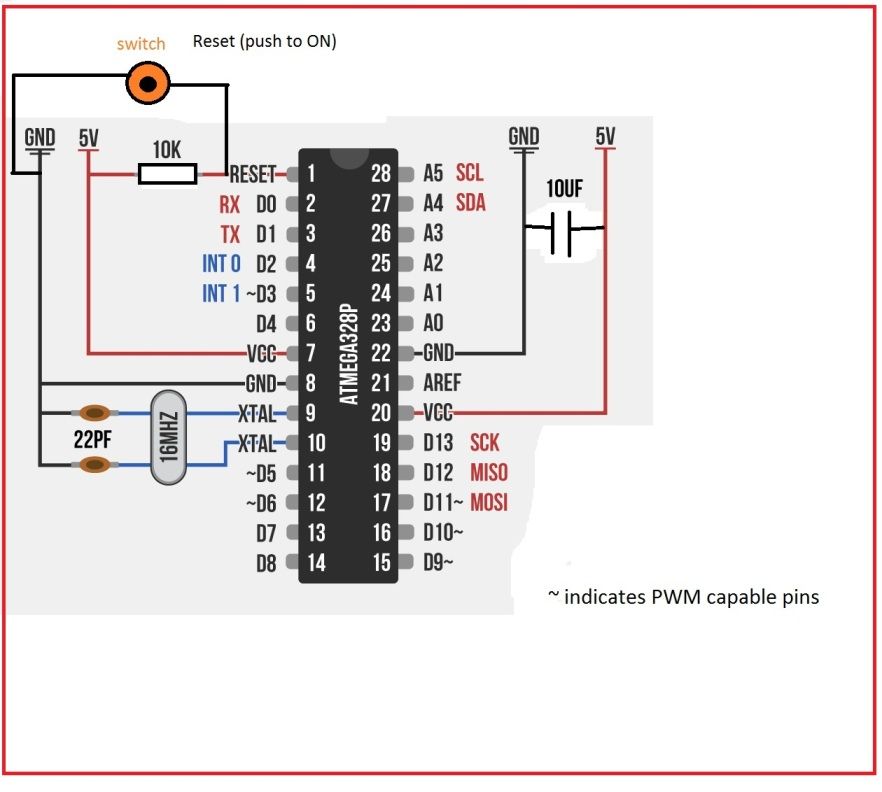 switch Reset (push to ON)
GND 5V 10K GND 5V
10UF
RESET 1 28 A5 SCL
RX D0 2 27 A4 SDA
TX D1 3 26 A3
INT 0 D2 4 25 A2
INT 1 ~D3 5 24 A1
D4 6 23 A0
VCC 7 22 GND
GND 8 21 AREF
XTAL 9 20 VCC
22PF 16MHZ
XTAL 10 19 D13 SCK
~D5 11 18 D12 MISO
~D6 12 17 D11~ MOSI
D7 13 16 D10~
D8 14 15 D9~
ATMEGA328P
~ indicates PWM capable pins